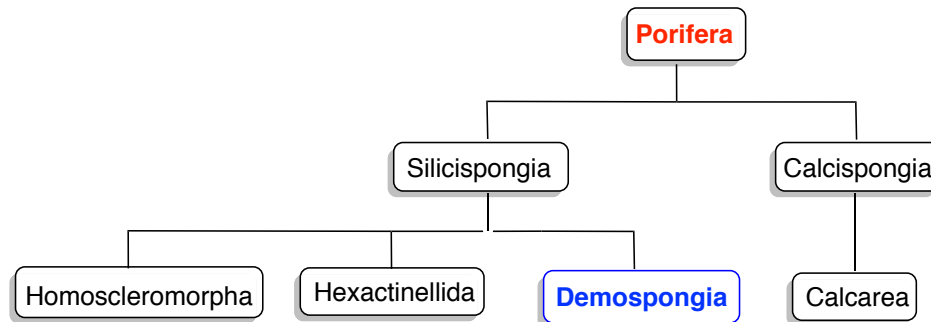 Porifera
Silicispongia
Calcispongia
Homoscleromorpha
Hexactinellida
Demospongia
Calcarea